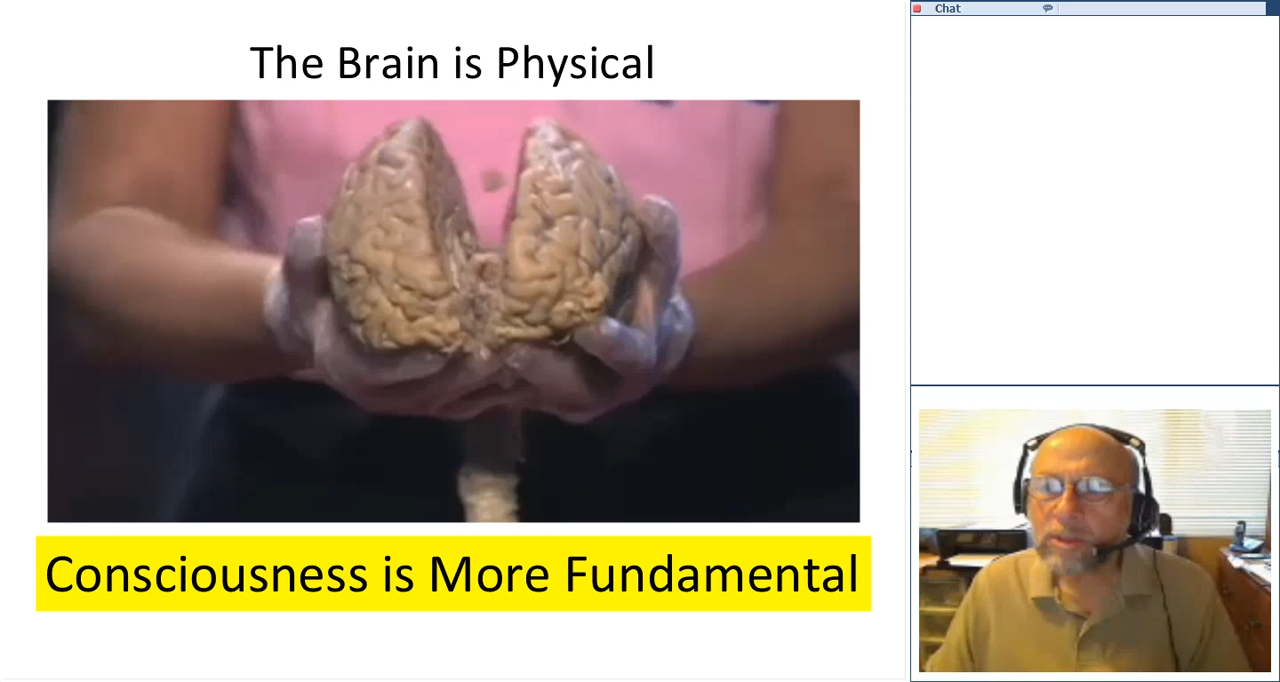 The Brain is Physical
Chat
Consciousness is More Fundamental